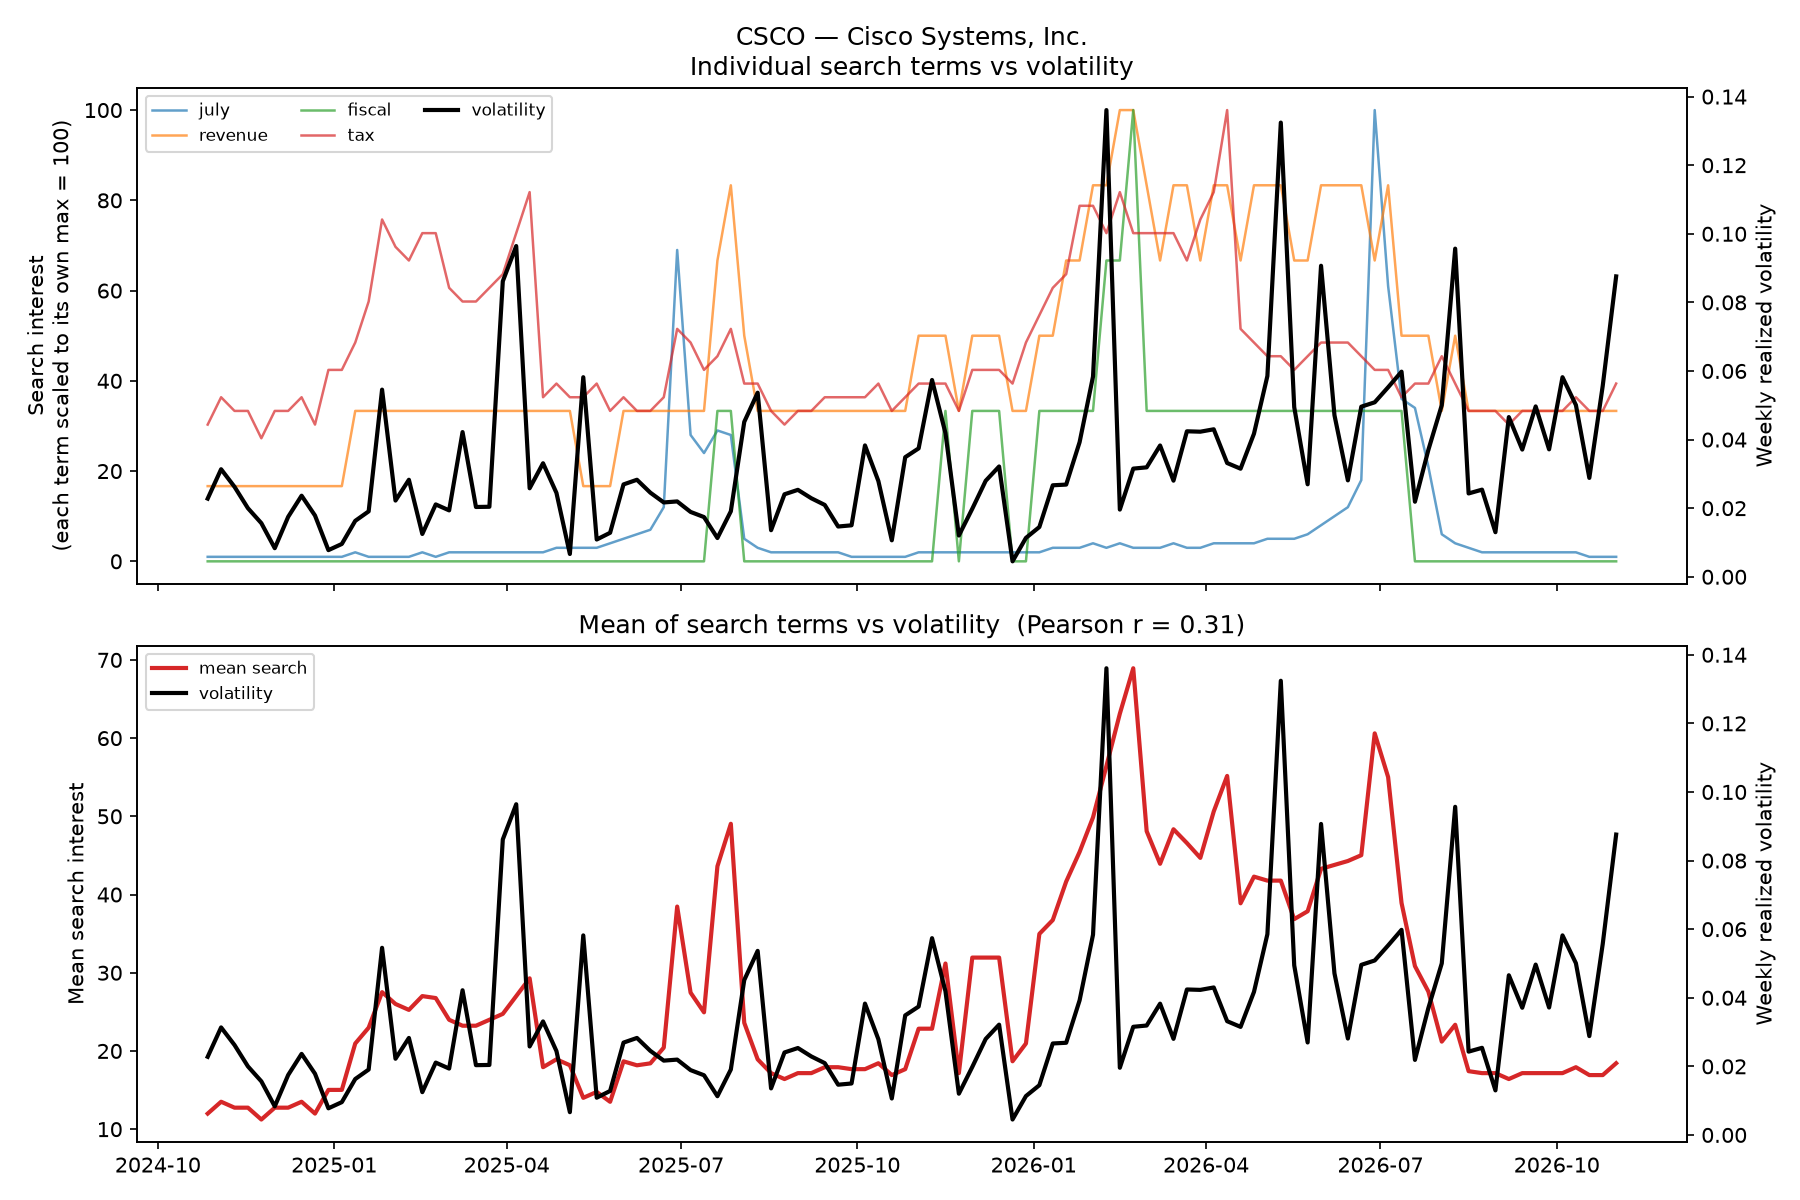 CSCO — Cisco Systems, Inc.
Individual search terms vs volatility
july
revenue
fiscal
tax
volatility
Search interest
(each term scaled to its own max = 100)
100
80
60
40
20
0
0.14
0.12
0.10
0.08
0.06
0.04
0.02
0.00
Weekly realized volatility
Mean of search terms vs volatility (Pearson r = 0.31)
mean search
volatility
Mean search interest
70
60
50
40
30
20
10
0.14
0.12
0.10
0.08
0.06
0.04
0.02
0.00
Weekly realized volatility
2024-10
2025-01
2025-04
2025-07
2025-10
2026-01
2026-04
2026-07
2026-10